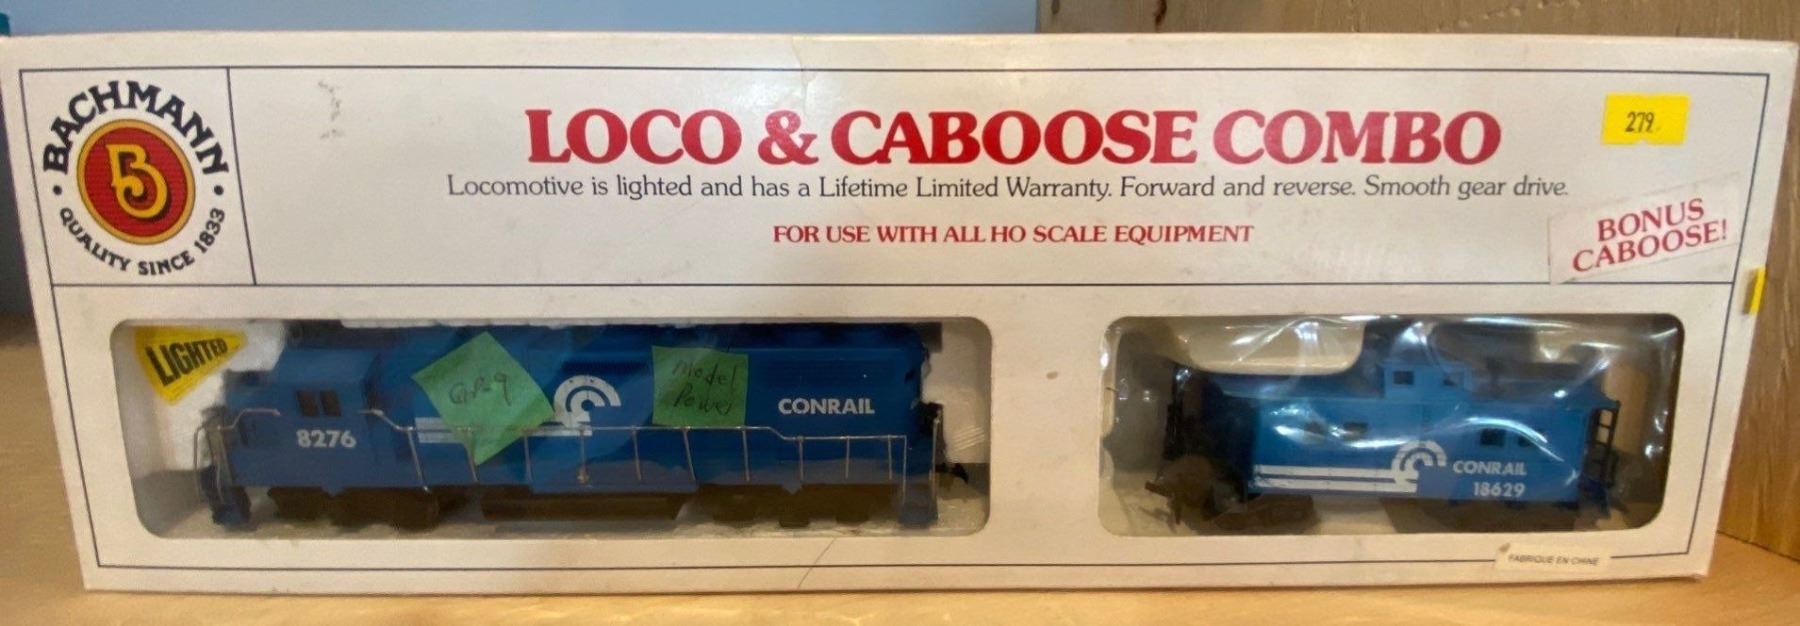 BACHMANN
B
QUALITY SINCE 1833
LOCO & CABOOSE COMBO
Locomotive is lighted and has a Lifetime Limited Warranty. Forward and reverse. Smooth gear drive.
FOR USE WITH ALL HO SCALE EQUIPMENT
279.
BONUS
CABOOSE!
LIGHTED
8276
Model
Power
CONRAIL
CONRAIL
18629
FABRIQUE EN CHINE